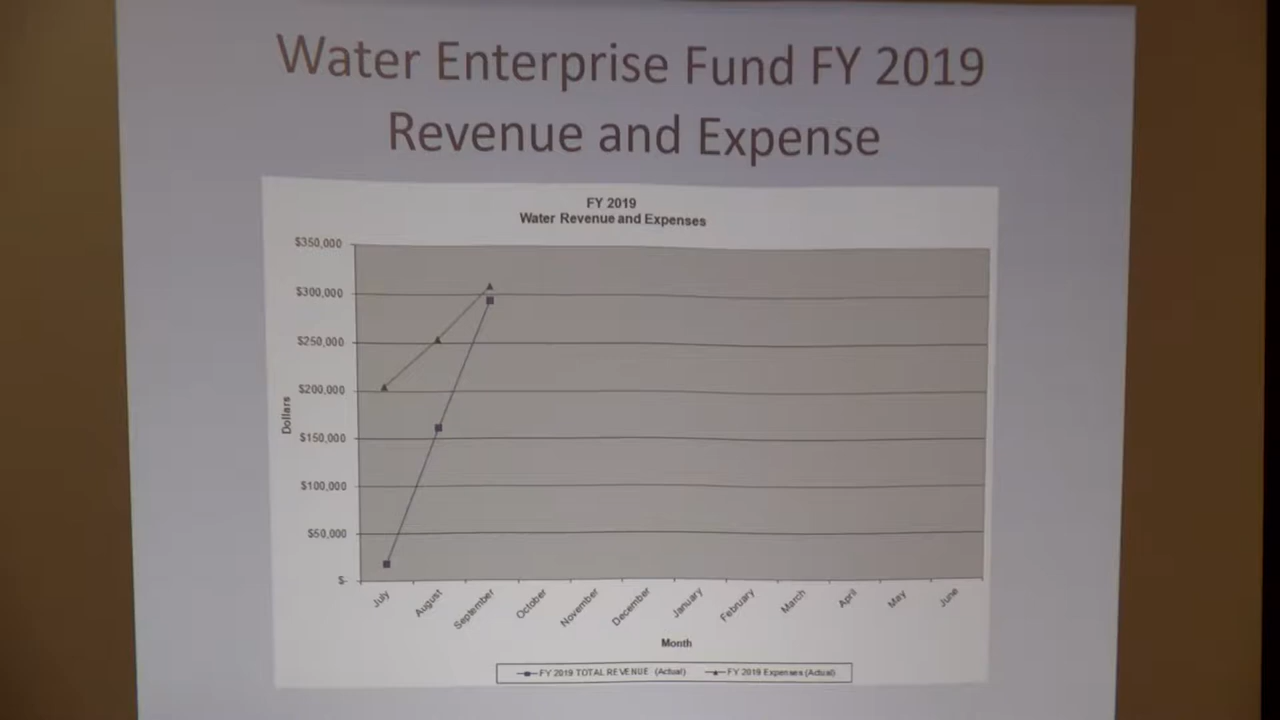 Water Enterprise Fund FY 2019
Revenue and Expense
FY 2019
Water Revenue and Expenses
$350,000
$300,000
$250,000
$200,000
$150,000
$100,000
$50,000
$-
Dollars
July
August
September
October
November
December
January
February
March
April
May
June
Month
FY 2019 TOTAL REVENUE (Actual)
FY 2019 Expenses (Actual)